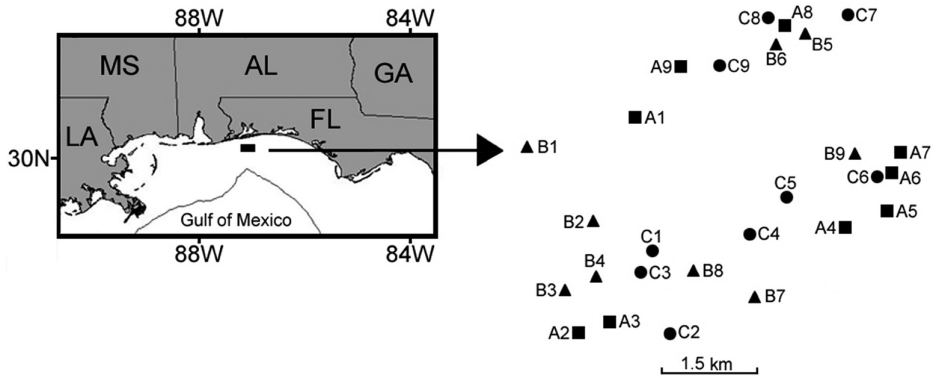 88W 84W
MS AL GA
FL
LA
30N
Gulf of Mexico
88W 84W
C8 A8 C7
B5
B6
A9 C9
A1
B1
B9 A7
C6 A6
C5
A5
B2
A4
C4
C1
B4 C3 B8
B3
B7
A3
A2 C2
1.5 km